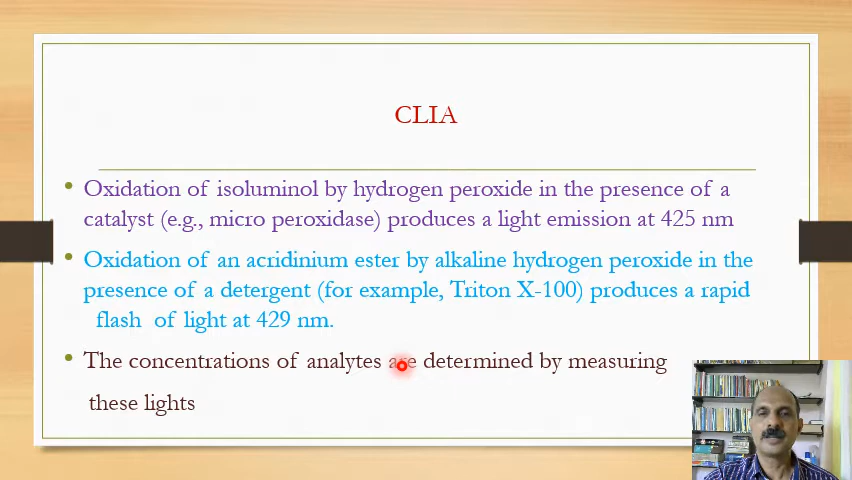 CLIA
• Oxidation of isoluminol by hydrogen peroxide in the presence of a
catalyst (e.g., micro peroxidase) produces a light emission at 425 nm
• Oxidation of an acridinium ester by alkaline hydrogen peroxide in the
presence of a detergent (for example, Triton X-100) produces a rapid
flash of light at 429 nm.
• The concentrations of analytes are determined by measuring
these lights